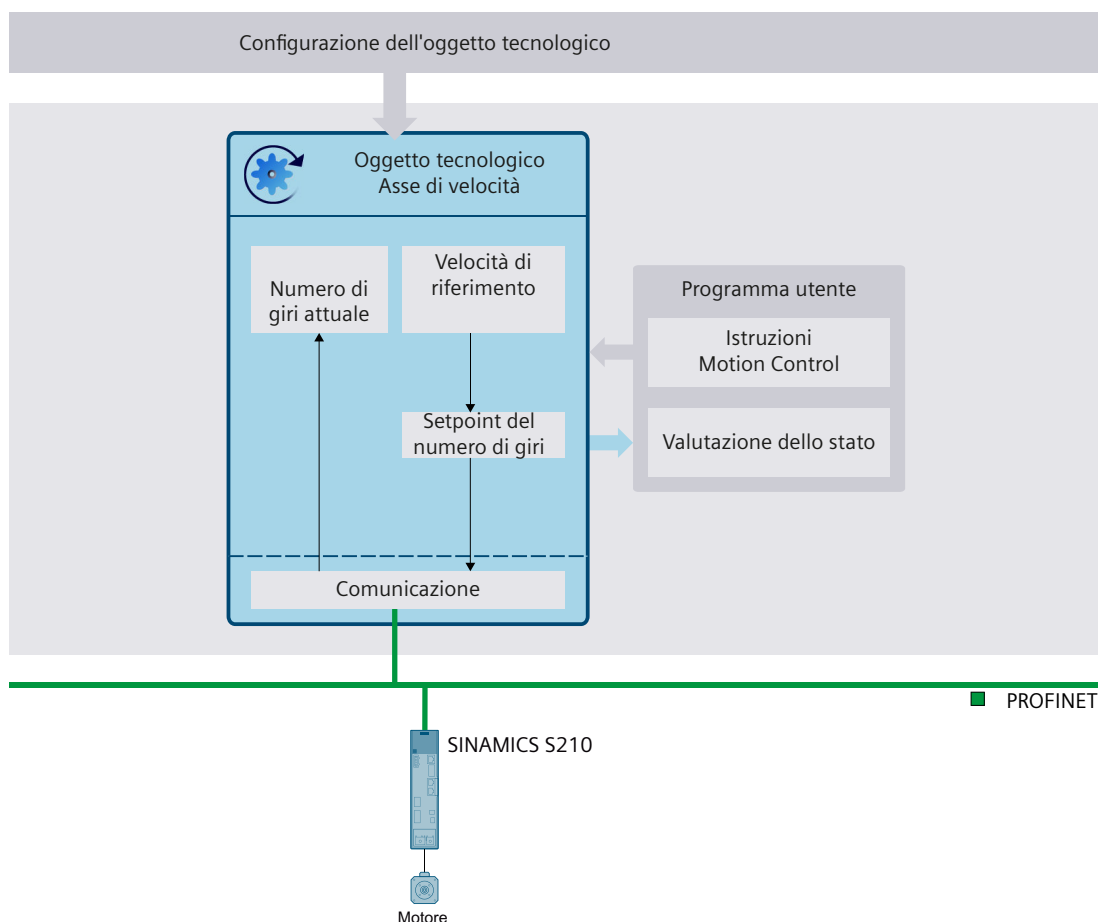 Configurazione dell'oggetto tecnologico
Oggetto tecnologico
Asse di velocità
Numero di
giri attuale
Velocità di
riferimento
Setpoint del
numero di giri
Comunicazione
Programma utente
Istruzioni
Motion Control
Valutazione dello stato
PROFINET
SINAMICS S210
Motore